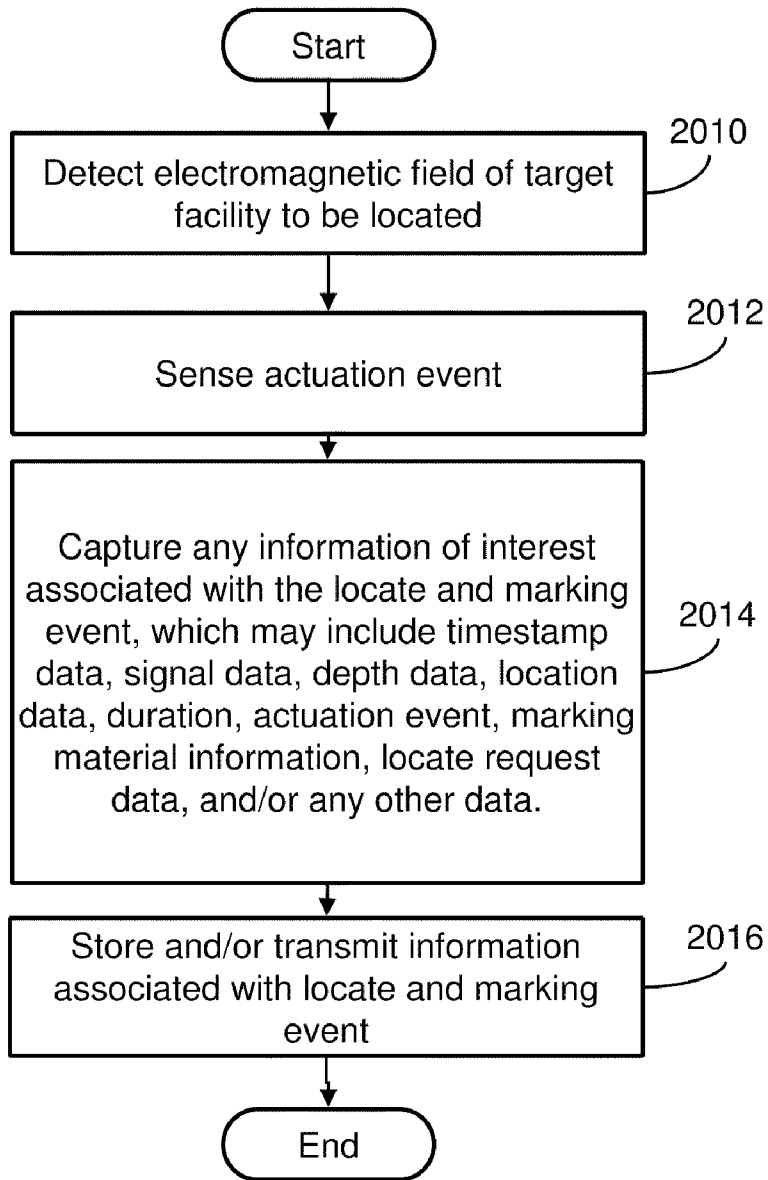 Start
2010
Detect electromagnetic field of target
facility to be located
2012
Sense actuation event
Capture any information of interest
associated with the locate and marking
event, which may include timestamp
data, signal data, depth data, location
data, duration, actuation event, marking
material information, locate request
data, and/or any other data.
2014
Store and/or transmit information
associated with locate and marking
event
2016
End